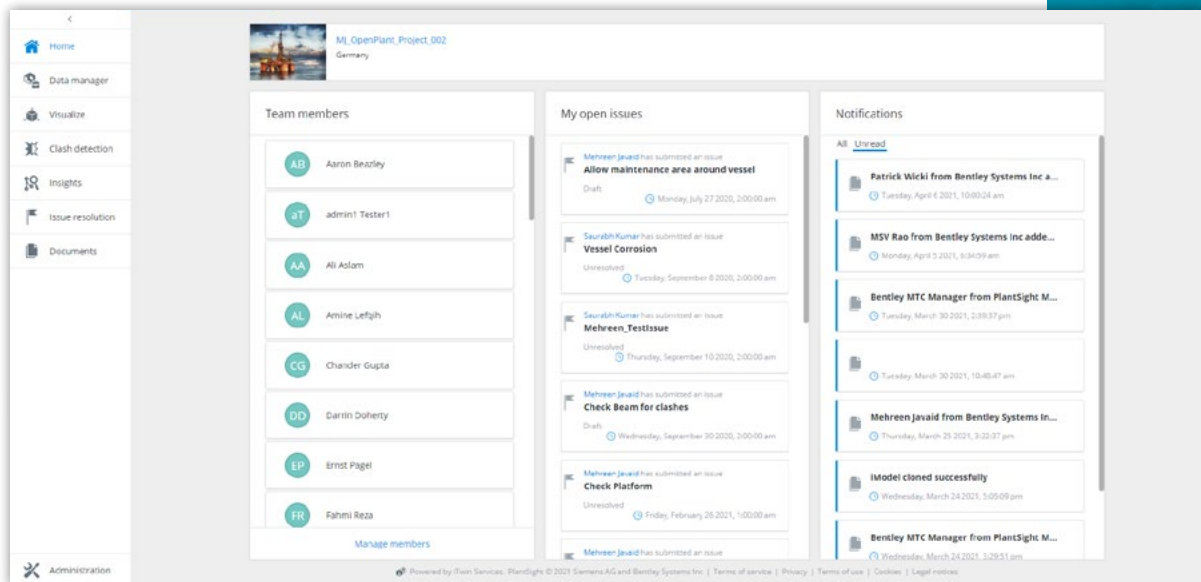 Home
Data manager
Visualize
Clash detection
Insights
Issue resolution
Documents
Administration
MJ_OpenPlant_Project_002
Germany
Team members
AB Aaron Beazley
aT admin1 Tester1
AA Ali Aslam
AL Amine Lefqih
CG Chander Gupta
DD Darrin Doherty
EP Ernst Pagel
FR Fahmi Reza
Manage members
My open issues
Mehreen Javaid has submitted an issue
Allow maintenance area around vessel
Draft
Monday, July 27 2020, 2:00:00 am
Saurabh Kumar has submitted an issue
Vessel Corrosion
Unresolved
Tuesday, September 8 2020, 2:00:00 am
Saurabh Kumar has submitted an issue
Mehreen_TestIssue
Unresolved
Thursday, September 10 2020, 2:00:00 am
Mehreen Javaid has submitted an issue
Check Beam for clashes
Draft
Wednesday, September 30 2020, 2:00:00 am
Mehreen Javaid has submitted an issue
Check Platform
Unresolved
Friday, February 26 2021, 1:00:00 am
Mehreen Javaid has submitted an issue
Notifications
All Unread
Patrick Wicki from Bentley Systems Inc a...
Tuesday, April 6 2021, 10:00:24 am
MSV Rao from Bentley Systems Inc adde...
Monday, April 5 2021, 6:34:59 am
Bentley MTC Manager from PlantSight M...
Tuesday, March 30 2021, 2:39:37 pm
Tuesday, March 30 2021, 10:48:47 am
Mehreen Javaid from Bentley Systems In...
Thursday, March 25 2021, 3:22:37 pm
iModel cloned successfully
Wednesday, March 24 2021, 5:05:09 pm
Bentley MTC Manager from PlantSight M...
Wednesday, March 24 2021, 3:29:51 pm
Powered by iTwin Services. PlantSight © 2021 Siemens AG and Bentley Systems Inc | Terms of service | Privacy | Terms of use | Cookies | Legal notices